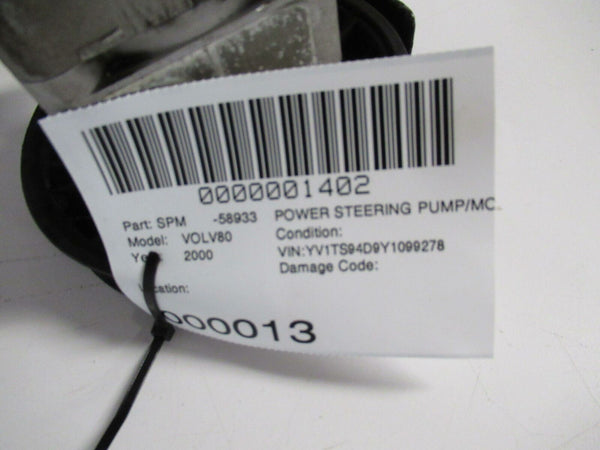 0000001402
Part: SPM -58933 POWER STEERING PUMP/MC
Model: VOLV80 Condition:
2000 VIN:YV1TS94D9Y1099278
Damage Code:
000013